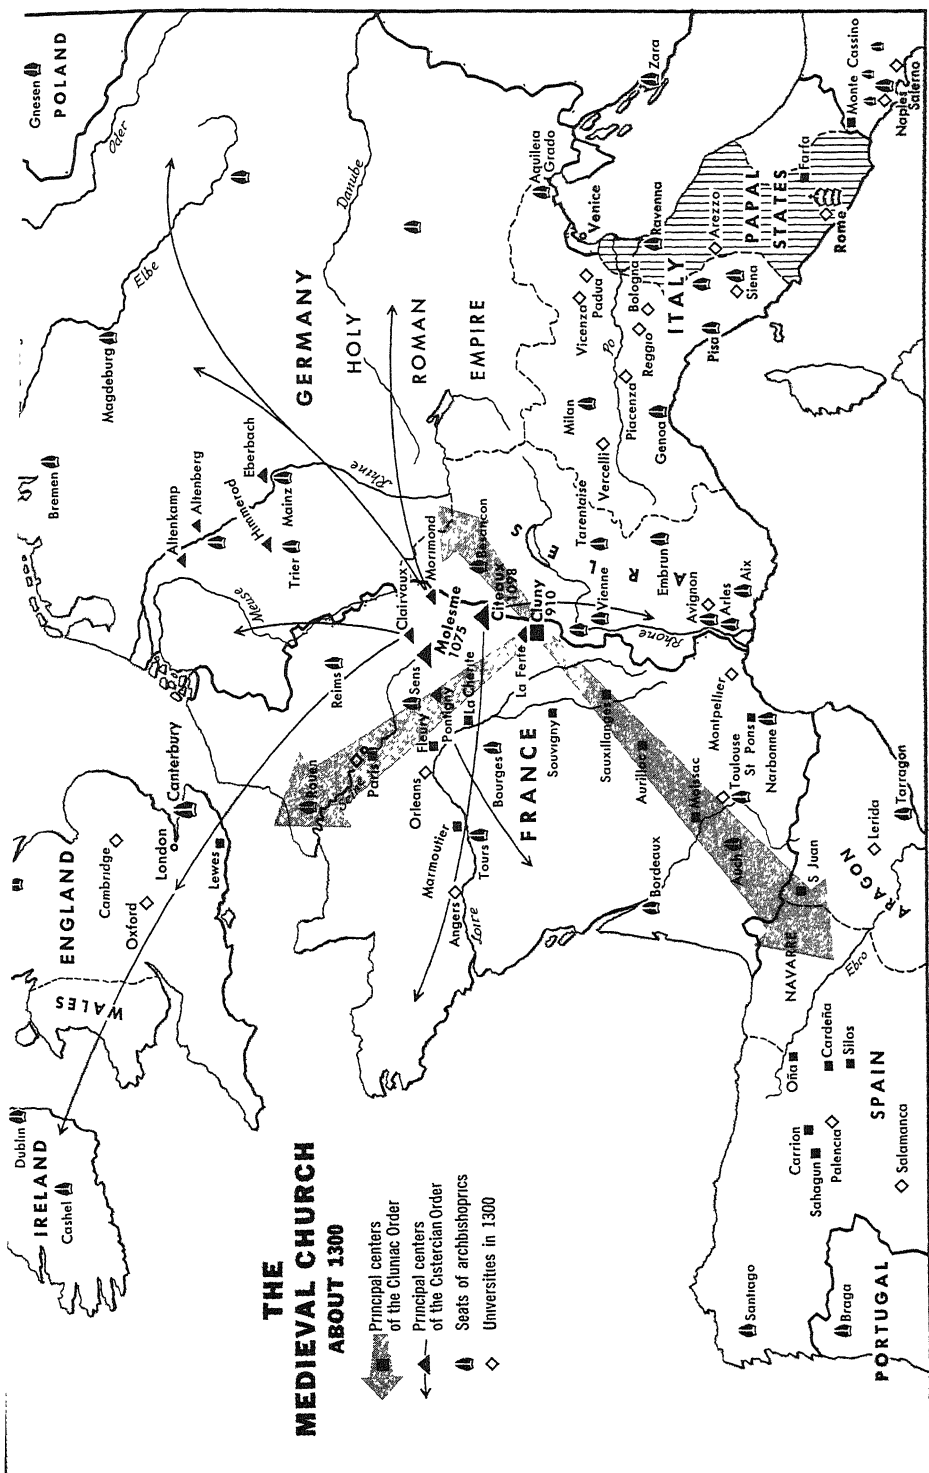 THE
MEDIEVAL CHURCH
ABOUT 1300
Principal centers
of the Cluniac Order
Principal centers
of the Cistercian Order
Seats of archbishoprics
Universities in 1300
IRELAND
Dublin
Cashel
WALES
ENGLAND
Cambridge
Oxford
London
Canterbury
Lewes
Bremen
Magdeburg
Gnesen
POLAND
Oder
Elbe
Altenkamp
Altenberg
Himmerod
Eberbach
Mainz
Trier
Rhine
Meuse
GERMANY
HOLY
ROMAN
EMPIRE
Danube
Reims
Rouen
Seine
Paris
Sens
Clairvaux
Morimond
Molesme
1075
Citeaux
1098
Cluny
910
Besancon
La Ferte
Pontigny
La Charite
Fleury
Orleans
Bourges
Souvigny
Marmoutier
Tours
Angers
Loire
FRANCE
Sauxillanges
Aurillac
Moissac
Auch
Bordeaux
Toulouse
St Pons
Narbonne
Montpellier
Vienne
Tarentaise
Embrun
ARLES
Avignon
Arles
Aix
Rhone
Milan
Vercelli
Piacenza
Genoa
Po
Vicenza
Padua
Venice
Aquileia
Grado
Zara
Reggio
Bologna
Ravenna
ITALY
Pisa
Siena
Arezzo
PAPAL
STATES
Farfa
Rome
Monte Cassino
Naples
Salerno
S Juan
NAVARRE
ARAGON
Lerida
Tarragon
Ebro
Oña
Cardeña
Silos
SPAIN
Carrion
Sahagun
Palencia
Salamanca
Santiago
Braga
PORTUGAL